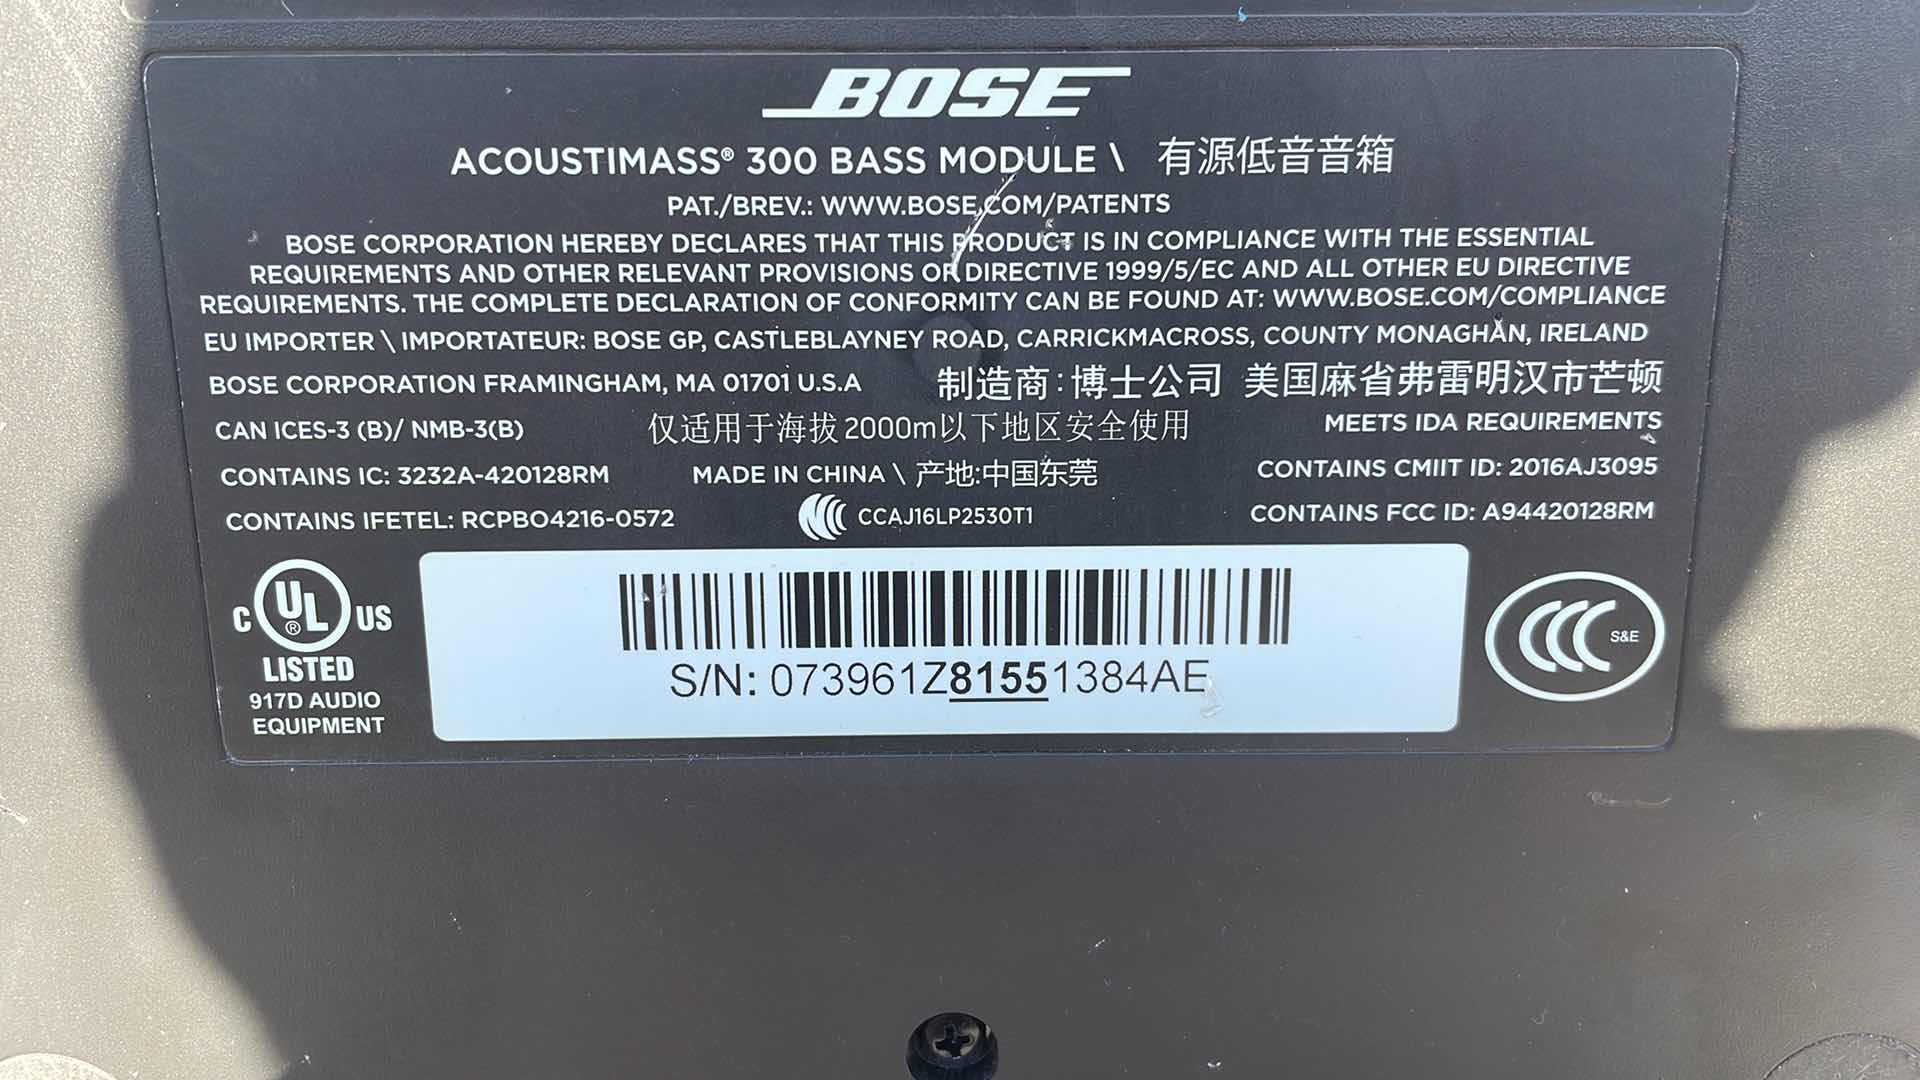 BOSE
ACOUSTIMASS® 300 BASS MODULE \ 有源低音音箱
PAT./BREV.: WWW.BOSE.COM/PATENTS
BOSE CORPORATION HEREBY DECLARES THAT THIS PRODUCT IS IN COMPLIANCE WITH THE ESSENTIAL
REQUIREMENTS AND OTHER RELEVANT PROVISIONS OF DIRECTIVE 1999/5/EC AND ALL OTHER EU DIRECTIVE
REQUIREMENTS. THE COMPLETE DECLARATION OF CONFORMITY CAN BE FOUND AT: WWW.BOSE.COM/COMPLIANCE
EU IMPORTER \ IMPORTATEUR: BOSE GP, CASTLEBLAYNEY ROAD, CARRICKMACROSS, COUNTY MONAGHAN, IRELAND
BOSE CORPORATION FRAMINGHAM, MA 01701 U.S.A 制造商:博士公司 美国麻省弗雷明汉市芒顿
CAN ICES-3 (B)/ NMB-3(B) 仅适用于海拔2000m以下地区安全使用 MEETS IDA REQUIREMENTS
CONTAINS IC: 3232A-420128RM MADE IN CHINA \ 产地:中国东莞 CONTAINS CMIIT ID: 2016AJ3095
CONTAINS IFETEL: RCPBO4216-0572 CCAJ16LP2530T1 CONTAINS FCC ID: A94420128RM
C UL® US
LISTED
917D AUDIO
EQUIPMENT
S/N: 073961Z81551384AE
CCC S&E